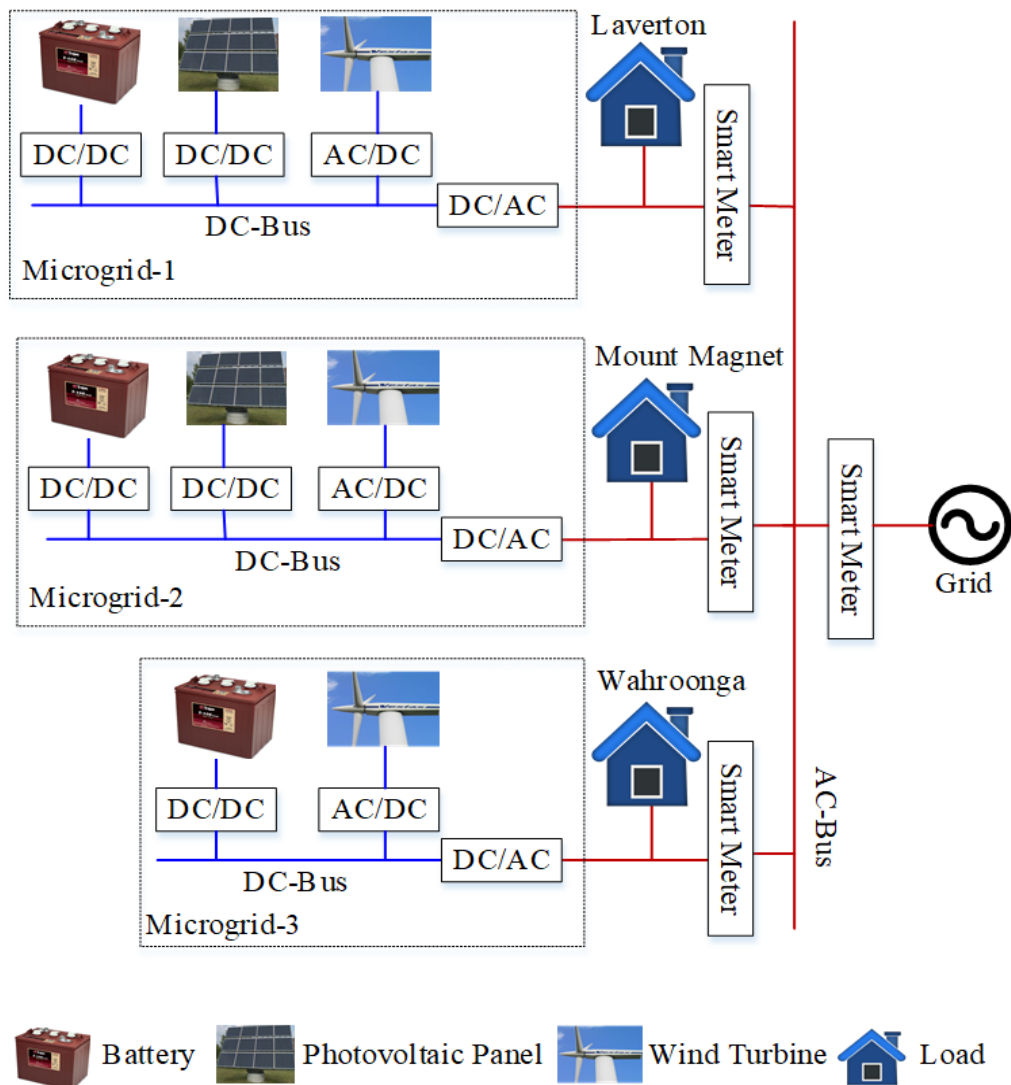 Laverton
DC/DC
DC/DC
AC/DC
Smart Meter
DC/AC
DC-Bus
Microgrid-1
Mount Magnet
DC/DC
DC/DC
AC/DC
Smart Meter
Smart Meter
DC/AC
DC-Bus
Grid
Microgrid-2
Wahroonga
DC/DC
AC/DC
Smart Meter
AC-Bus
DC/AC
DC-Bus
Microgrid-3
Battery
Photovoltaic Panel
Wind Turbine
Load